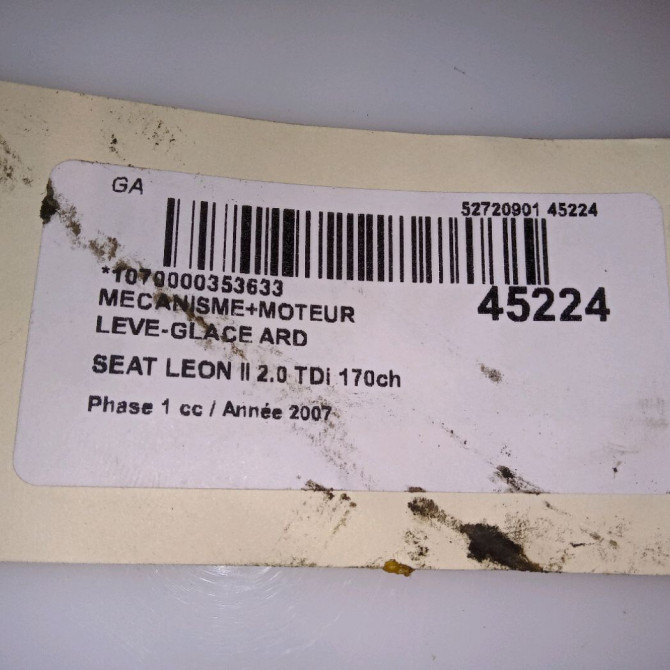 GA
52720901 45224
*1070000353633
45224
MECANISME+MOTEUR
LEVE-GLACE ARD
SEAT LEON II 2.0 TDi 170ch
Phase 1 cc / Année 2007